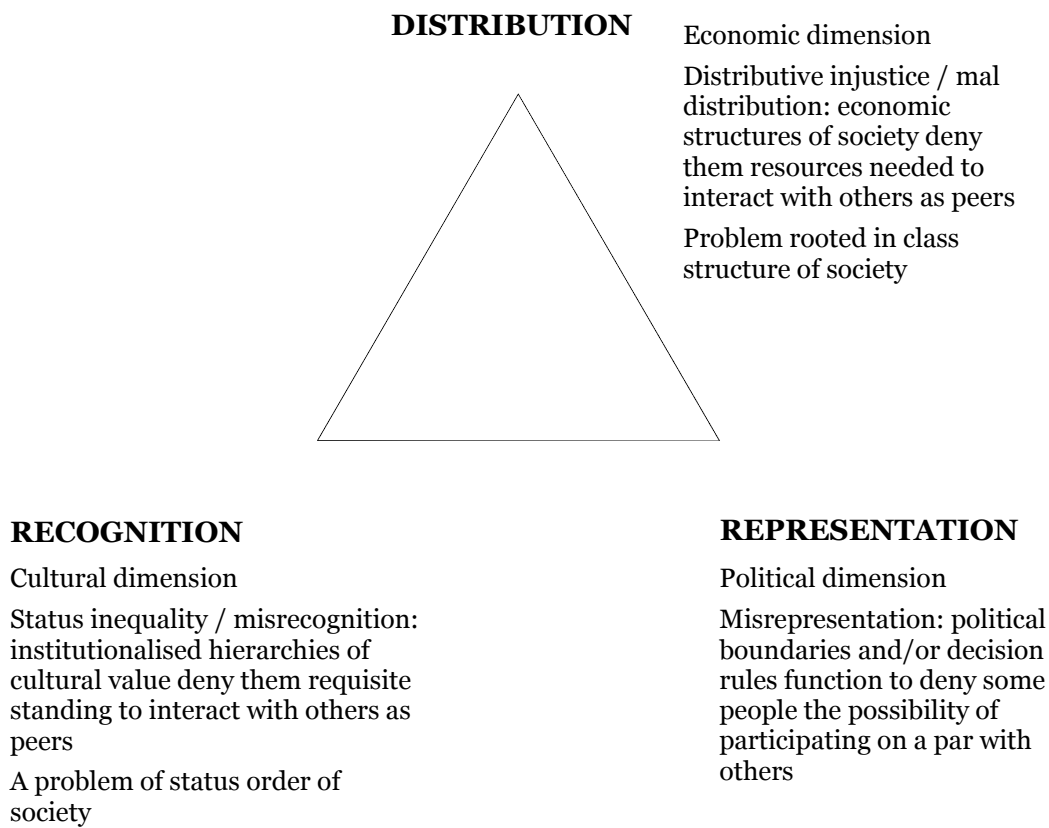 DISTRIBUTION
Economic dimension
Distributive injustice / mal
distribution: economic
structures of society deny
them resources needed to
interact with others as peers
Problem rooted in class
structure of society
RECOGNITION
Cultural dimension
Status inequality / misrecognition:
institutionalised hierarchies of
cultural value deny them requisite
standing to interact with others as
peers
A problem of status order of
society
REPRESENTATION
Political dimension
Misrepresentation: political
boundaries and/or decision
rules function to deny some
people the possibility of
participating on a par with
others